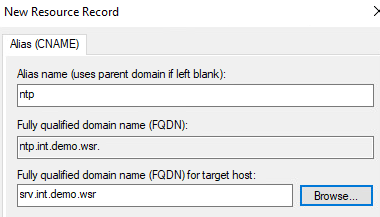 New Resource Record
Alias (CNAME)
Alias name (uses parent domain if left blank):
ntp
Fully qualified domain name (FQDN):
ntp.int.demo.wsr.
Fully qualified domain name (FQDN) for target host:
srv.int.demo.wsr
Browse...